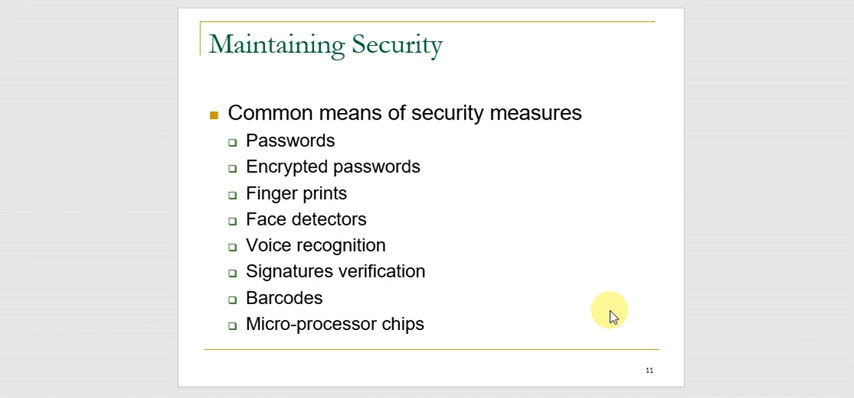 Maintaining Security
Common means of security measures
Passwords
Encrypted passwords
Finger prints
Face detectors
Voice recognition
Signatures verification
Barcodes
Micro-processor chips
11